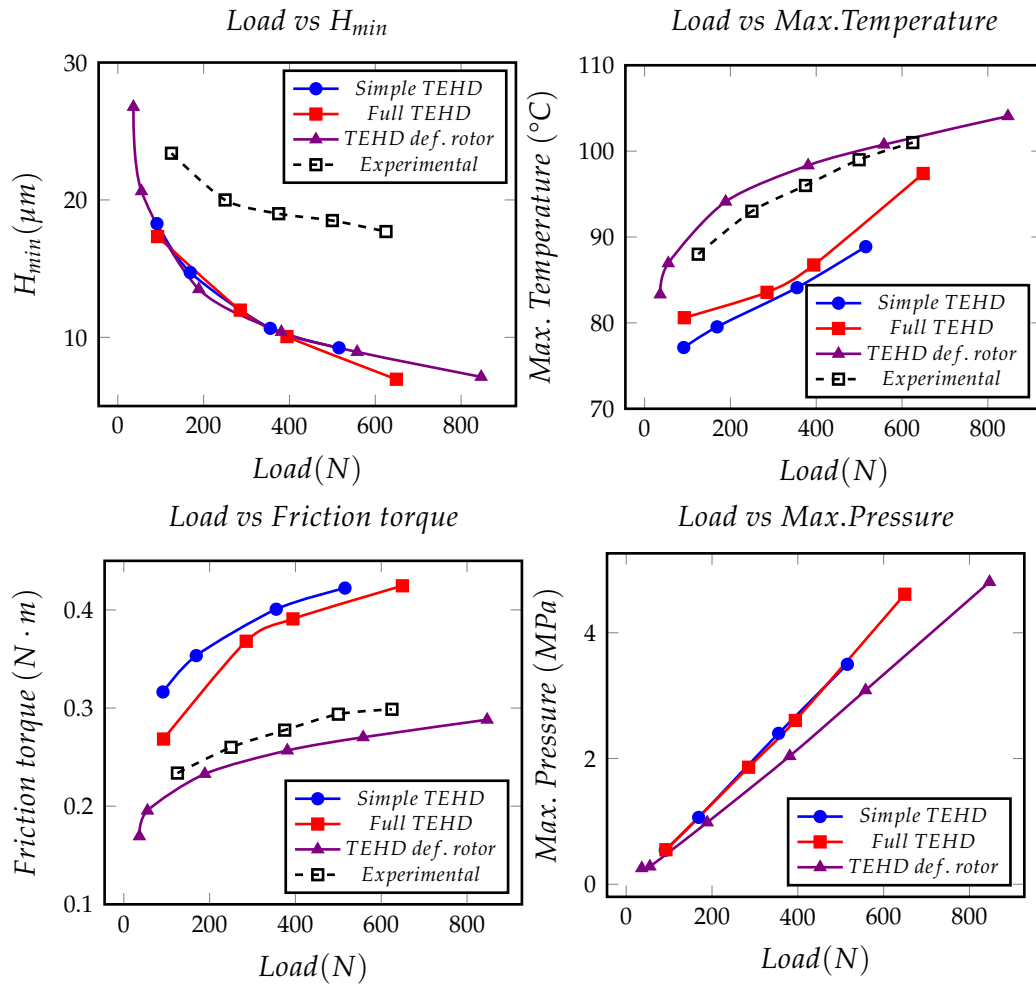 Load vs H_min
H_min(μm)
30
20
10
0 200 400 600 800
Load(N)
Simple TEHD
Full TEHD
TEHD def.rotor
Experimental
Load vs Max.Temperature
Max. Temperature (°C)
110
100
90
80
70
0 200 400 600 800
Load(N)
Simple TEHD
Full TEHD
TEHD def.rotor
Experimental
Load vs Friction torque
Friction torque (N · m)
0.4
0.3
0.2
0.1
0 200 400 600 800
Load(N)
Simple TEHD
Full TEHD
TEHD def.rotor
Experimental
Load vs Max.Pressure
Max. Pressure (MPa)
4
2
0
0 200 400 600 800
Load(N)
Simple TEHD
Full TEHD
TEHD def.rotor